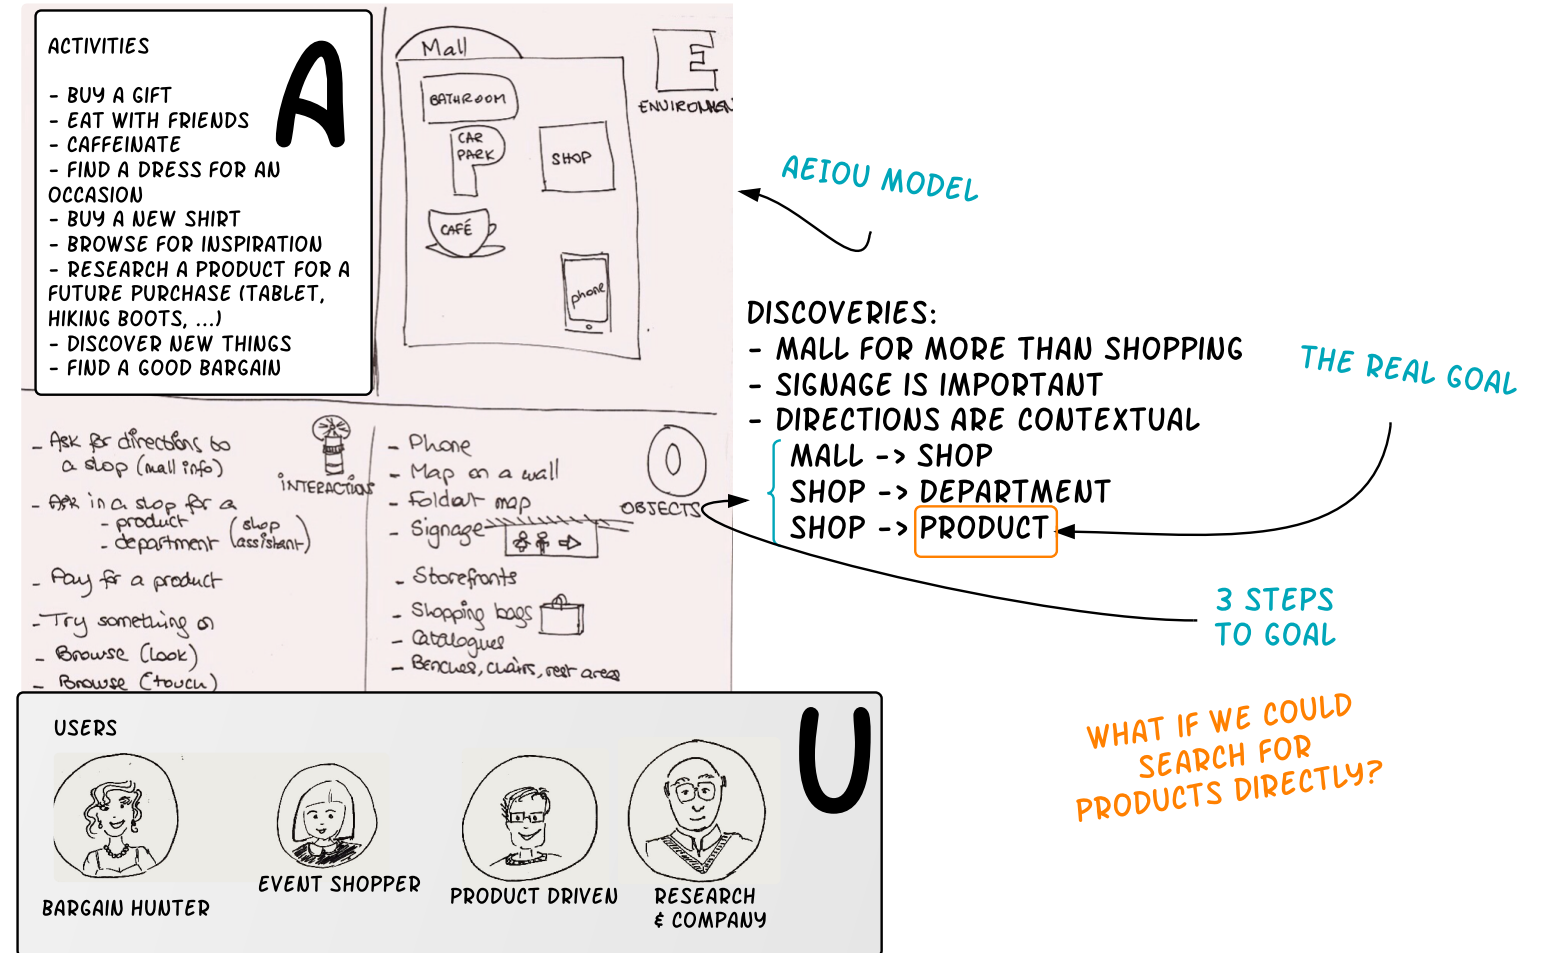 ACTIVITIES
A
- BUY A GIFT
- EAT WITH FRIENDS
- CAFFEINATE
- FIND A DRESS FOR AN
OCCASION
- BUY A NEW SHIRT
- BROWSE FOR INSPIRATION
- RESEARCH A PRODUCT FOR A
FUTURE PURCHASE (TABLET,
HIKING BOOTS, ...)
- DISCOVER NEW THINGS
- FIND A GOOD BARGAIN
Mall
BATHROOM
CAR
PARK
SHOP
CAFÉ
phone
E
ENVIRONMEN
AEIOU MODEL
DISCOVERIES:
- MALL FOR MORE THAN SHOPPING
- SIGNAGE IS IMPORTANT
- DIRECTIONS ARE CONTEXTUAL
MALL -> SHOP
SHOP -> DEPARTMENT
SHOP -> PRODUCT
THE REAL GOAL
3 STEPS
TO GOAL
WHAT IF WE COULD
SEARCH FOR
PRODUCTS DIRECTLY?
- Ask for directions to
a shop (mall info)
- Ask in a shop for a
- product
- department
(shop
assistant)
- Pay for a product
- Try something on
- Browse (look)
- Browse (touch)
INTERACTIONS
- Phone
- Map on a wall
- Foldout map
- Signage
- Storefronts
- Shopping bags
- Catalogues
- Benches, chairs, rest areas
O
OBJECTS
USERS
U
BARGAIN HUNTER
EVENT SHOPPER
PRODUCT DRIVEN
RESEARCH
& COMPANY